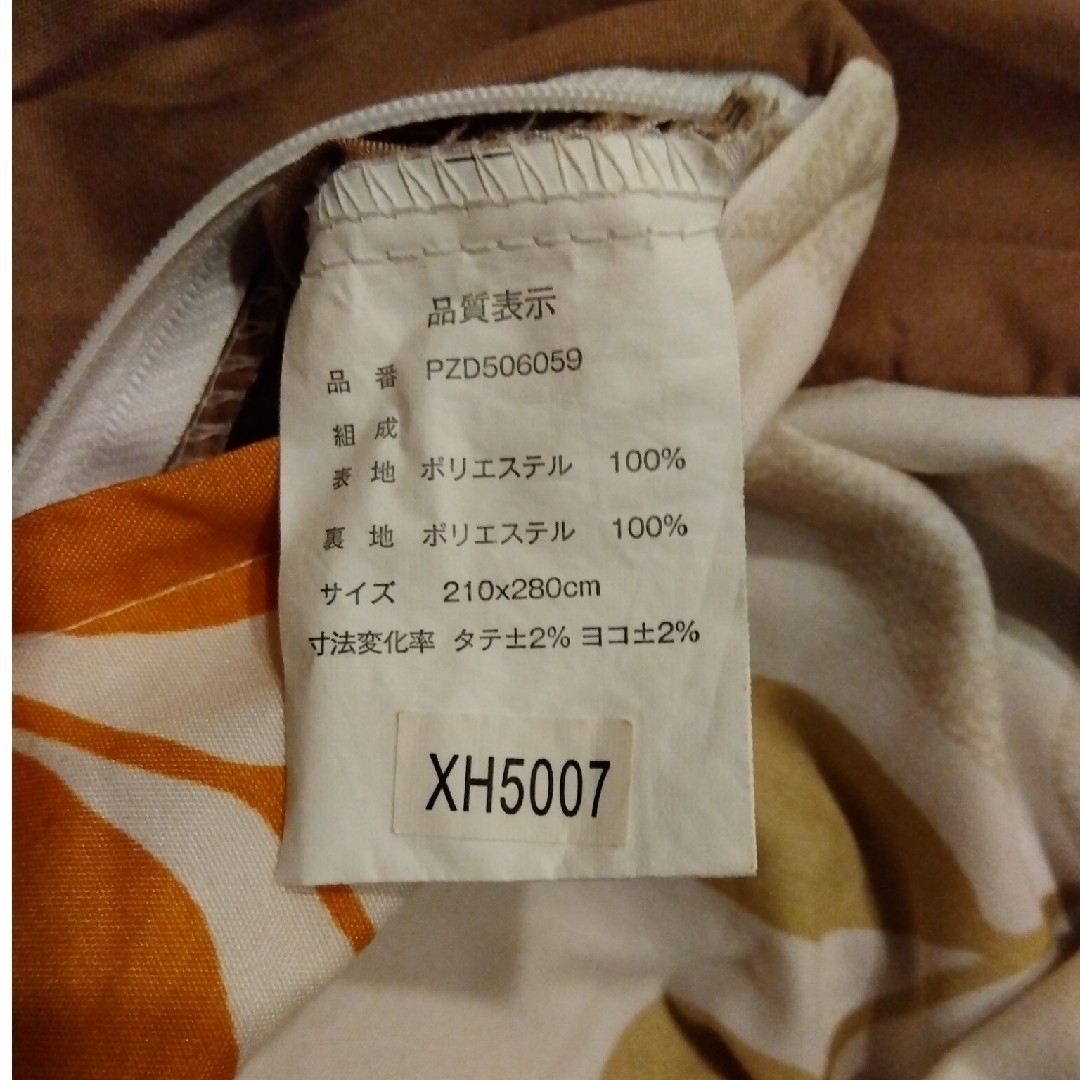 品質表示
品番 PZD506059
組成
表地 ポリエステル 100%
裏地 ポリエステル 100%
サイズ 210x280cm
寸法変化率 タテ±2% ヨコ±2%
XH5007